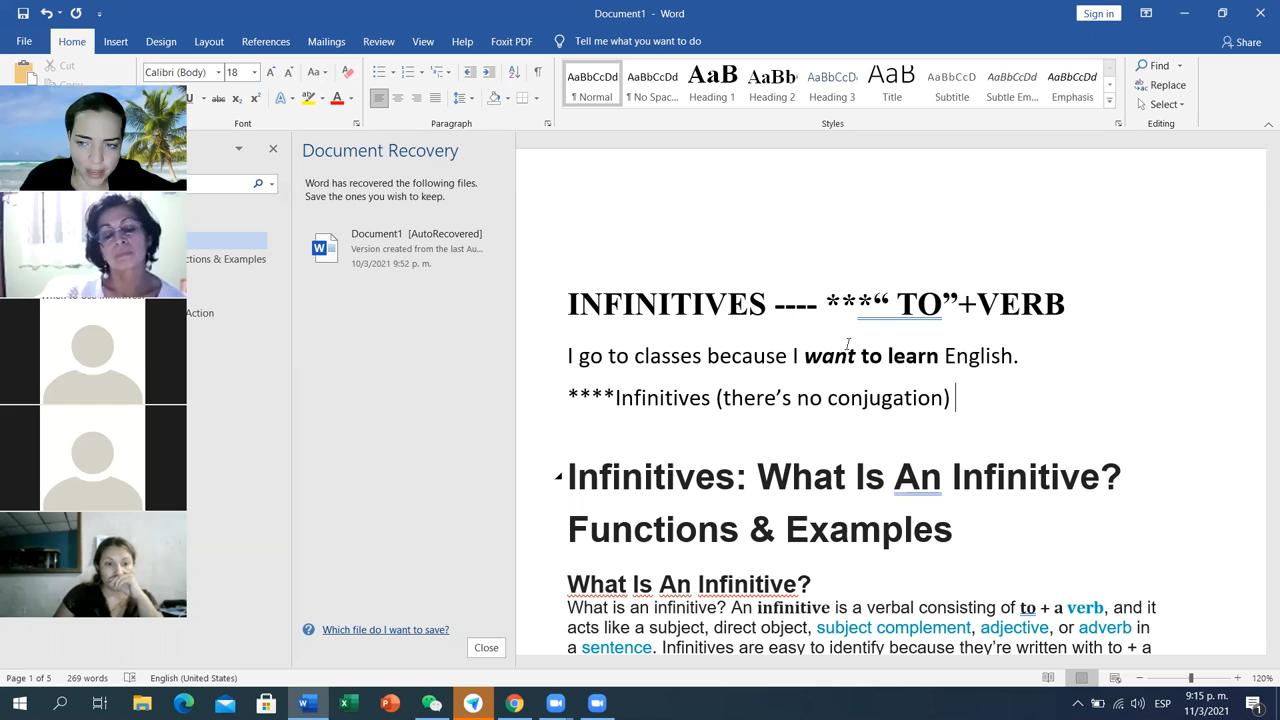 Document1 - Word
Sign in
File Home Insert Design Layout References Mailings Review View Help Foxit PDF Tell me what you want to do Share
Cut
Copy
Calibri (Body) 18
Aa
AaBbCcDd AaBbCcDd AaB AaBb AaBbCcD AaB AaBbCcDd AaBbCcDd AaBbCcDd
¶ Normal ¶ No Spac... Heading 1 Heading 2 Heading 3 Title Subtitle Subtle Em... Emphasis
Find
Replace
Select
Font Paragraph Styles Editing
Document Recovery
Word has recovered the following files.
Save the ones you wish to keep.
Document1 [AutoRecovered]
Version created from the last Au...
10/3/2021 9:52 p. m.
ctions & Examples
Action
Which file do I want to save?
Close
INFINITIVES ---- ***“ TO”+VERB
I go to classes because I want to learn English.
****Infinitives (there’s no conjugation)
Infinitives: What Is An Infinitive?
Functions & Examples
What Is An Infinitive?
What is an infinitive? An infinitive is a verbal consisting of to + a verb, and it
acts like a subject, direct object, subject complement, adjective, or adverb in
a sentence. Infinitives are easy to identify because they’re written with to + a
Page 1 of 5 269 words English (United States) 120%
ESP
9:15 p. m.
11/3/2021